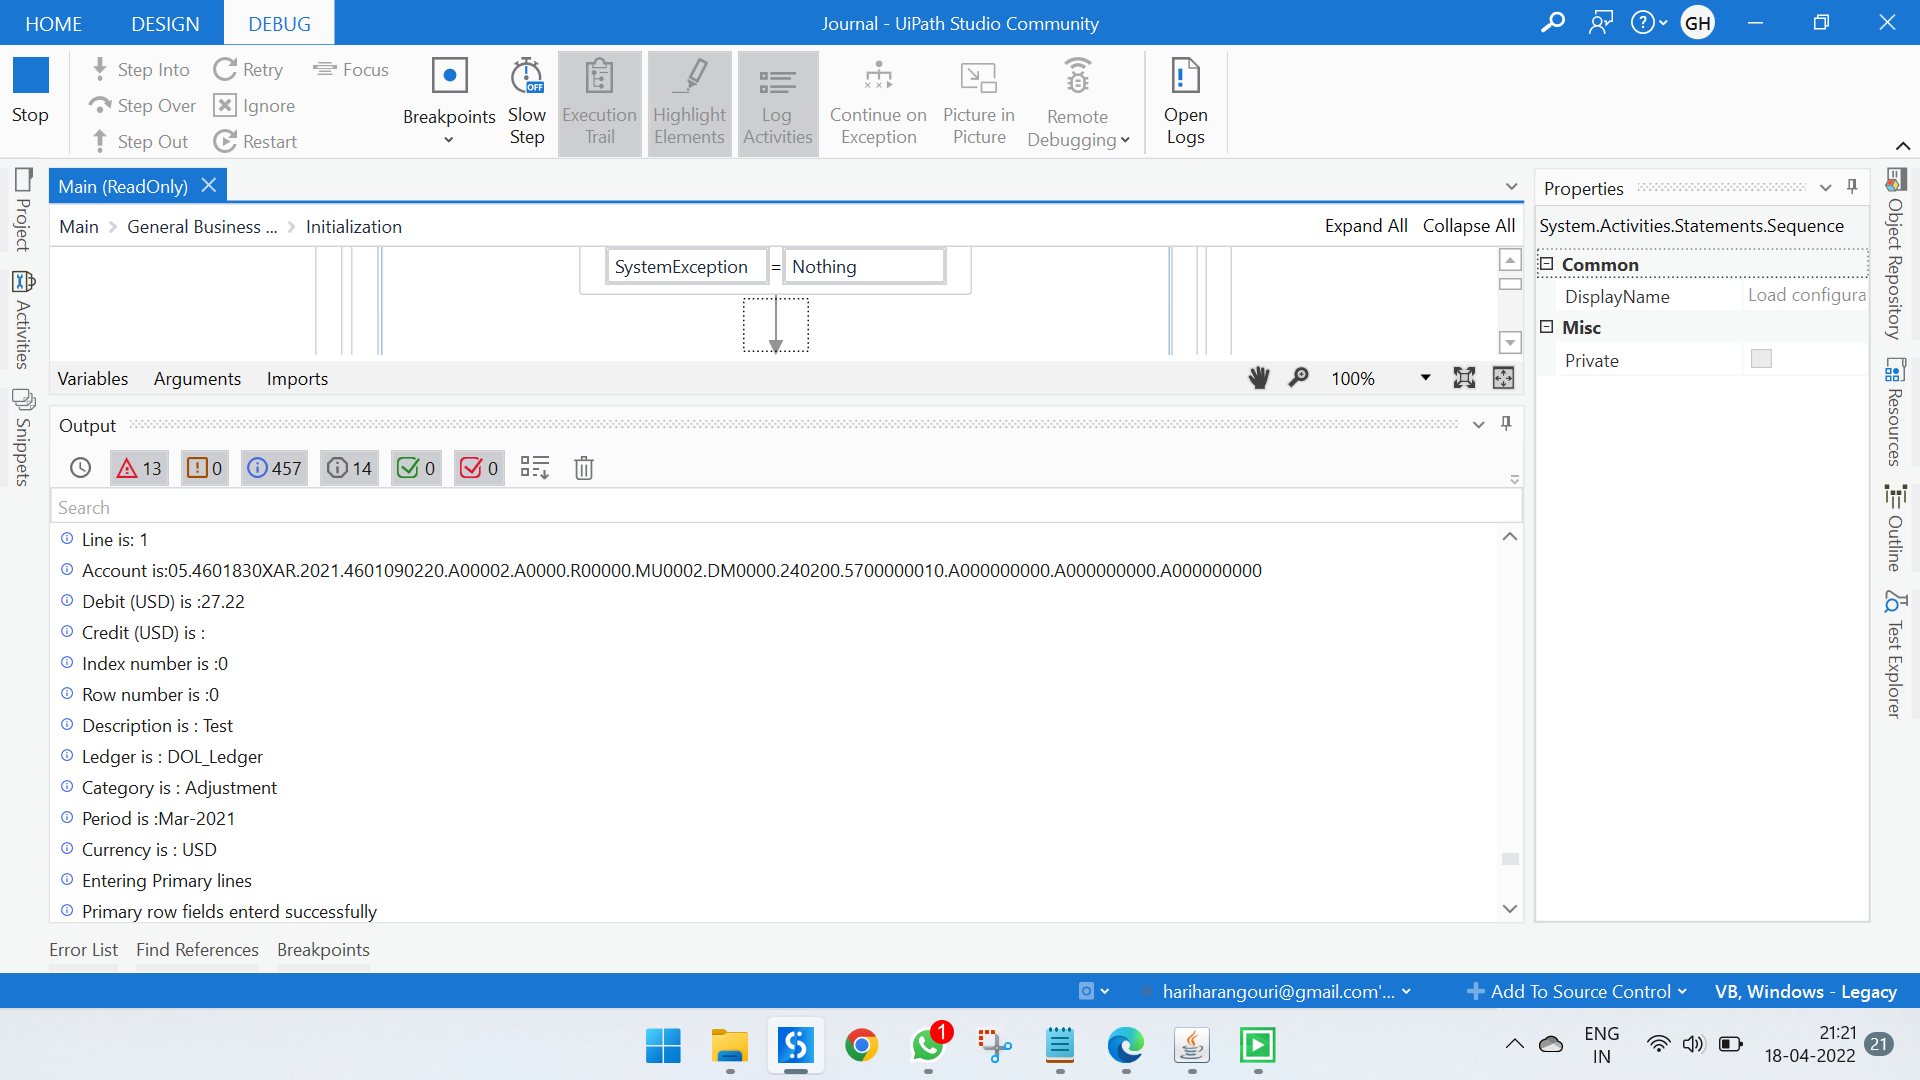 HOME DESIGN DEBUG
Journal - UiPath Studio Community
GH
Stop
Step Into
Step Over
Step Out
Retry
Ignore
Restart
Focus
Breakpoints
OFF
Slow
Step
Execution
Trail
Highlight
Elements
Log
Activities
Continue on
Exception
Picture in
Picture
Remote
Debugging
Open
Logs
Project
Activities
Snippets
Main (ReadOnly)
Main
General Business ...
Initialization
Expand All Collapse All
SystemException = Nothing
Variables Arguments Imports
100%
Output
13 0 457 14 0 0
Search
Line is: 1
Account is:05.4601830XAR.2021.4601090220.A00002.A0000.R00000.MU0002.DM0000.240200.5700000010.A000000000.A000000000.A000000000
Debit (USD) is :27.22
Credit (USD) is :
Index number is :0
Row number is :0
Description is : Test
Ledger is : DOL_Ledger
Category is : Adjustment
Period is :Mar-2021
Currency is : USD
Entering Primary lines
Primary row fields enterd successfully
Error List Find References Breakpoints
Properties
System.Activities.Statements.Sequence
Common
DisplayName Load configura
Misc
Private
Object Repository
Resources
Outline
Test Explorer
hariharangouri@gmail.com'...
Add To Source Control
VB, Windows - Legacy
1
ENG
IN
21:21
18-04-2022
21